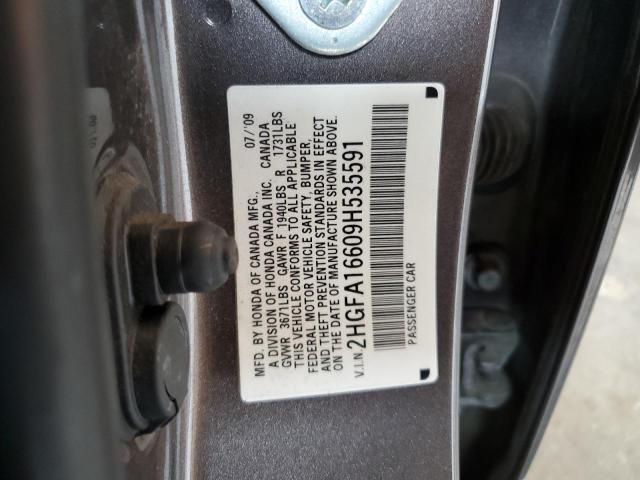 MFD. BY HONDA OF CANADA MFG., 07/'09
A DIVISION OF HONDA CANADA INC. CANADA
GVWR 3671LBS GAWR F 1940LBS R 1731LBS
THIS VEHICLE CONFORMS TO ALL APPLICABLE
FEDERAL MOTOR VEHICLE SAFETY, BUMPER,
AND THEFT PREVENTION STANDARDS IN EFFECT
ON THE DATE OF MANUFACTURE SHOWN ABOVE.
V.I.N. 2HGFA16609H535591
PASSENGER CAR